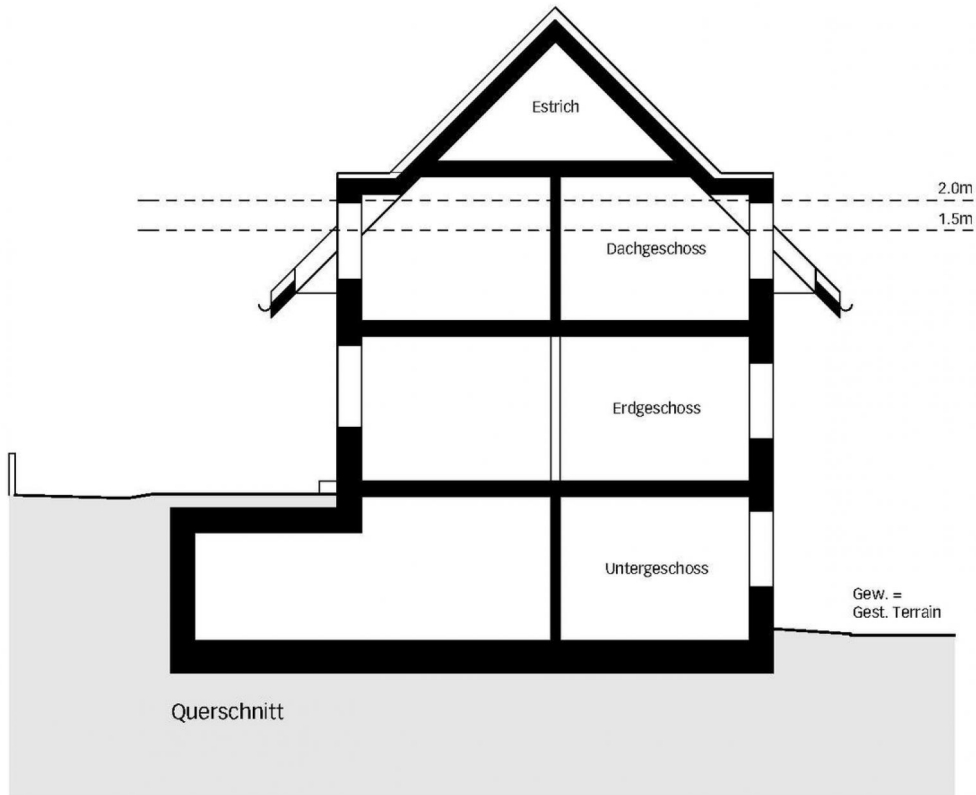 Estrich
2.0m
1.5m
Dachgeschoss
Erdgeschoss
Untergeschoss
Gew. =
Gest. Terrain
Querschnitt